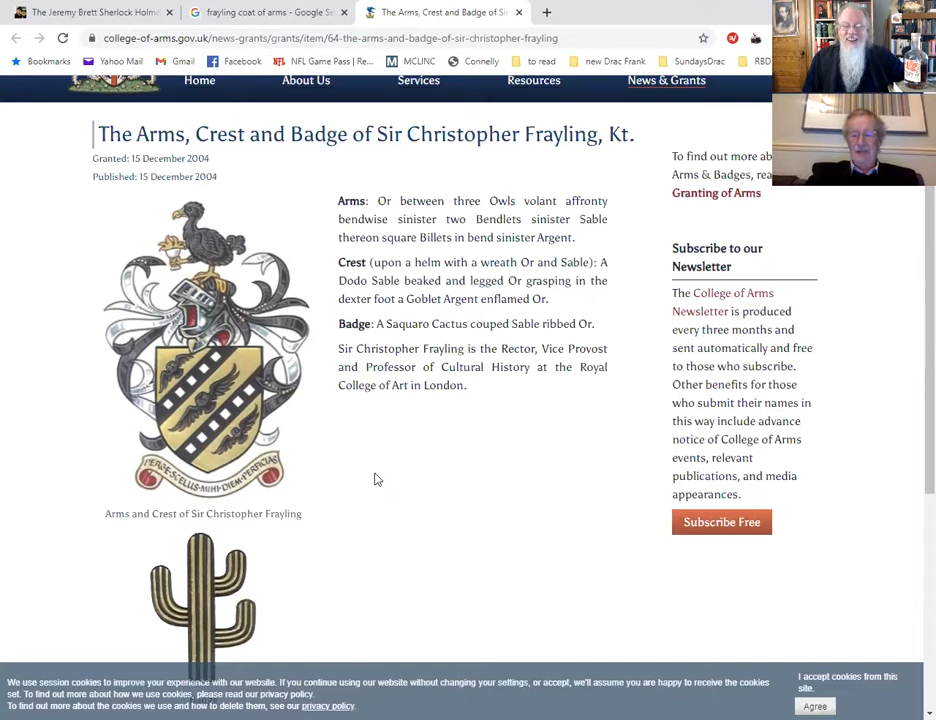 The Jeremy Brett Sherlock Holm
frayling coat of arms - Google Se
The Arms, Crest and Badge of Sir
college-of-arms.gov.uk/news-grants/grants/item/64-the-arms-and-badge-of-sir-christopher-frayling
Bookmarks
Yahoo Mail
Gmail
Facebook
NFL Game Pass | Re...
MCLINC
Connelly
to read
new Drac Frank
SundaysDrac
RBD
Home
About Us
Services
Resources
News & Grants
The Arms, Crest and Badge of Sir Christopher Frayling, Kt.
Granted: 15 December 2004
Published: 15 December 2004
Arms: Or between three Owls volant affronty
bendwise sinister two Bendlets sinister Sable
thereon square Billets in bend sinister Argent.
Crest (upon a helm with a wreath Or and Sable): A
Dodo Sable beaked and legged Or grasping in the
dexter foot a Goblet Argent enflamed Or.
Badge: A Saquaro Cactus couped Sable ribbed Or.
Sir Christopher Frayling is the Rector, Vice Provost
and Professor of Cultural History at the Royal
College of Art in London.
PERGE·SCELUS·MIHI·DIEM·PERFICIAS
Arms and Crest of Sir Christopher Frayling
To find out more ab
Arms & Badges, rea
Granting of Arms
Subscribe to our
Newsletter
The College of Arms
Newsletter is produced
every three months and
sent automatically and free
to those who subscribe.
Other benefits for those
who submit their names in
this way include advance
notice of College of Arms
events, relevant
publications, and media
appearances.
Subscribe Free
We use session cookies to improve your experience with our website. If you continue using our website without changing your settings, or accept, we'll assume you are happy to receive the cookies
set. To find out more about how we use cookies, please read our privacy policy.
To find out more about the cookies we use and how to delete them, see our privacy policy.
I accept cookies from this
site.
Agree